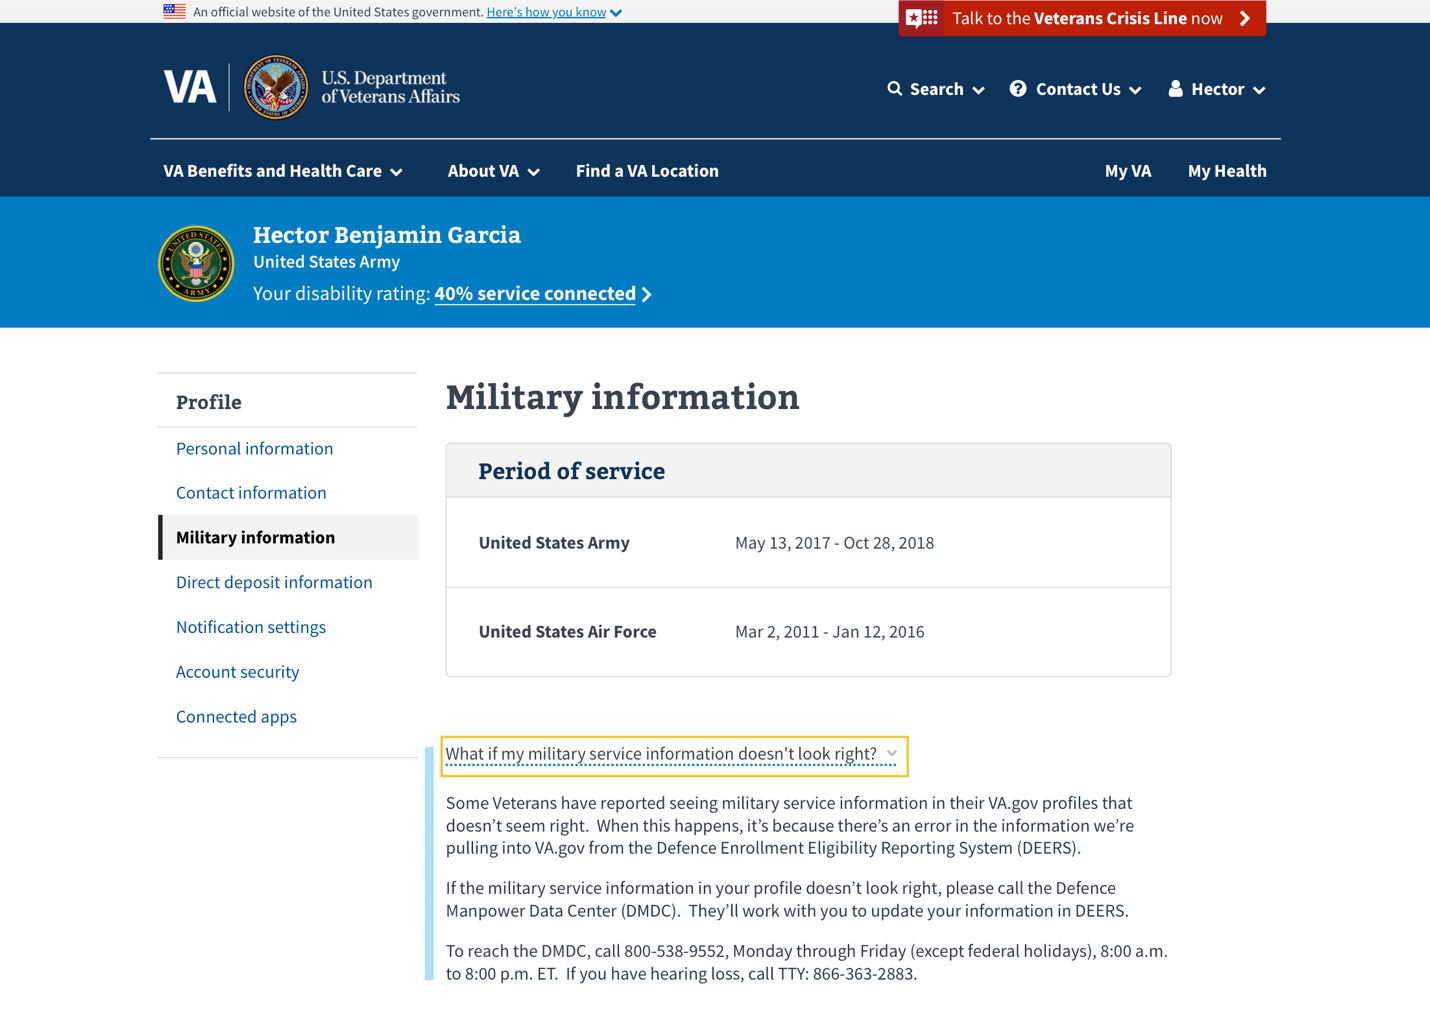 An official website of the United States government. Here's how you know
Talk to the Veterans Crisis Line now
VA
U.S. Department
of Veterans Affairs
Search
Contact Us
Hector
VA Benefits and Health Care
About VA
Find a VA Location
My VA
My Health
Hector Benjamin Garcia
United States Army
Your disability rating: 40% service connected
Profile
Personal information
Contact information
Military information
Direct deposit information
Notification settings
Account security
Connected apps
Military information
Period of service
United States Army May 13, 2017 - Oct 28, 2018
United States Air Force Mar 2, 2011 - Jan 12, 2016
What if my military service information doesn't look right?
Some Veterans have reported seeing military service information in their VA.gov profiles that
doesn’t seem right.  When this happens, it’s because there’s an error in the information we’re
pulling into VA.gov from the Defence Enrollment Eligibility Reporting System (DEERS).
If the military service information in your profile doesn’t look right, please call the Defence
Manpower Data Center (DMDC).  They’ll work with you to update your information in DEERS.
To reach the DMDC, call 800-538-9552, Monday through Friday (except federal holidays), 8:00 a.m.
to 8:00 p.m. ET.  If you have hearing loss, call TTY: 866-363-2883.